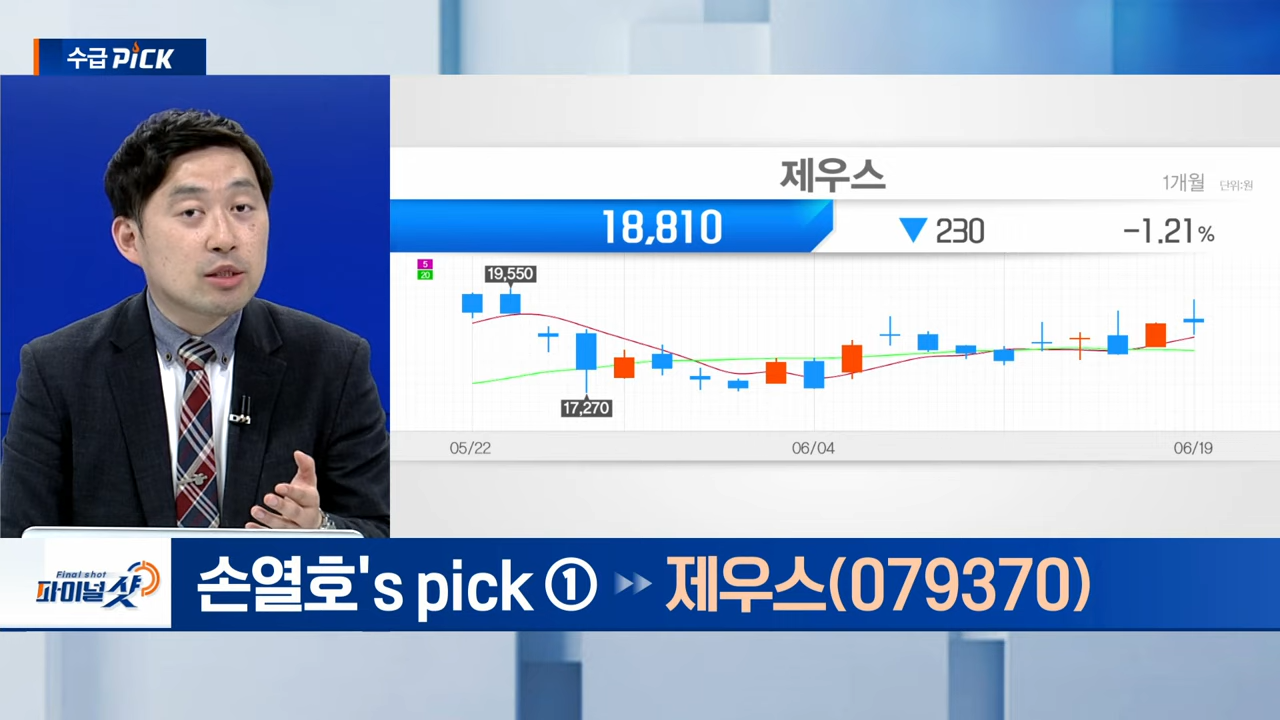 수급 PiCK
제우스
1개월 단위:원
18,810 ▼ 230 -1.21%
5
20
19,550
17,270
05/22 06/04 06/19
Final shot
파이널샷
손열호's pick ① ▸▸ 제우스(079370)